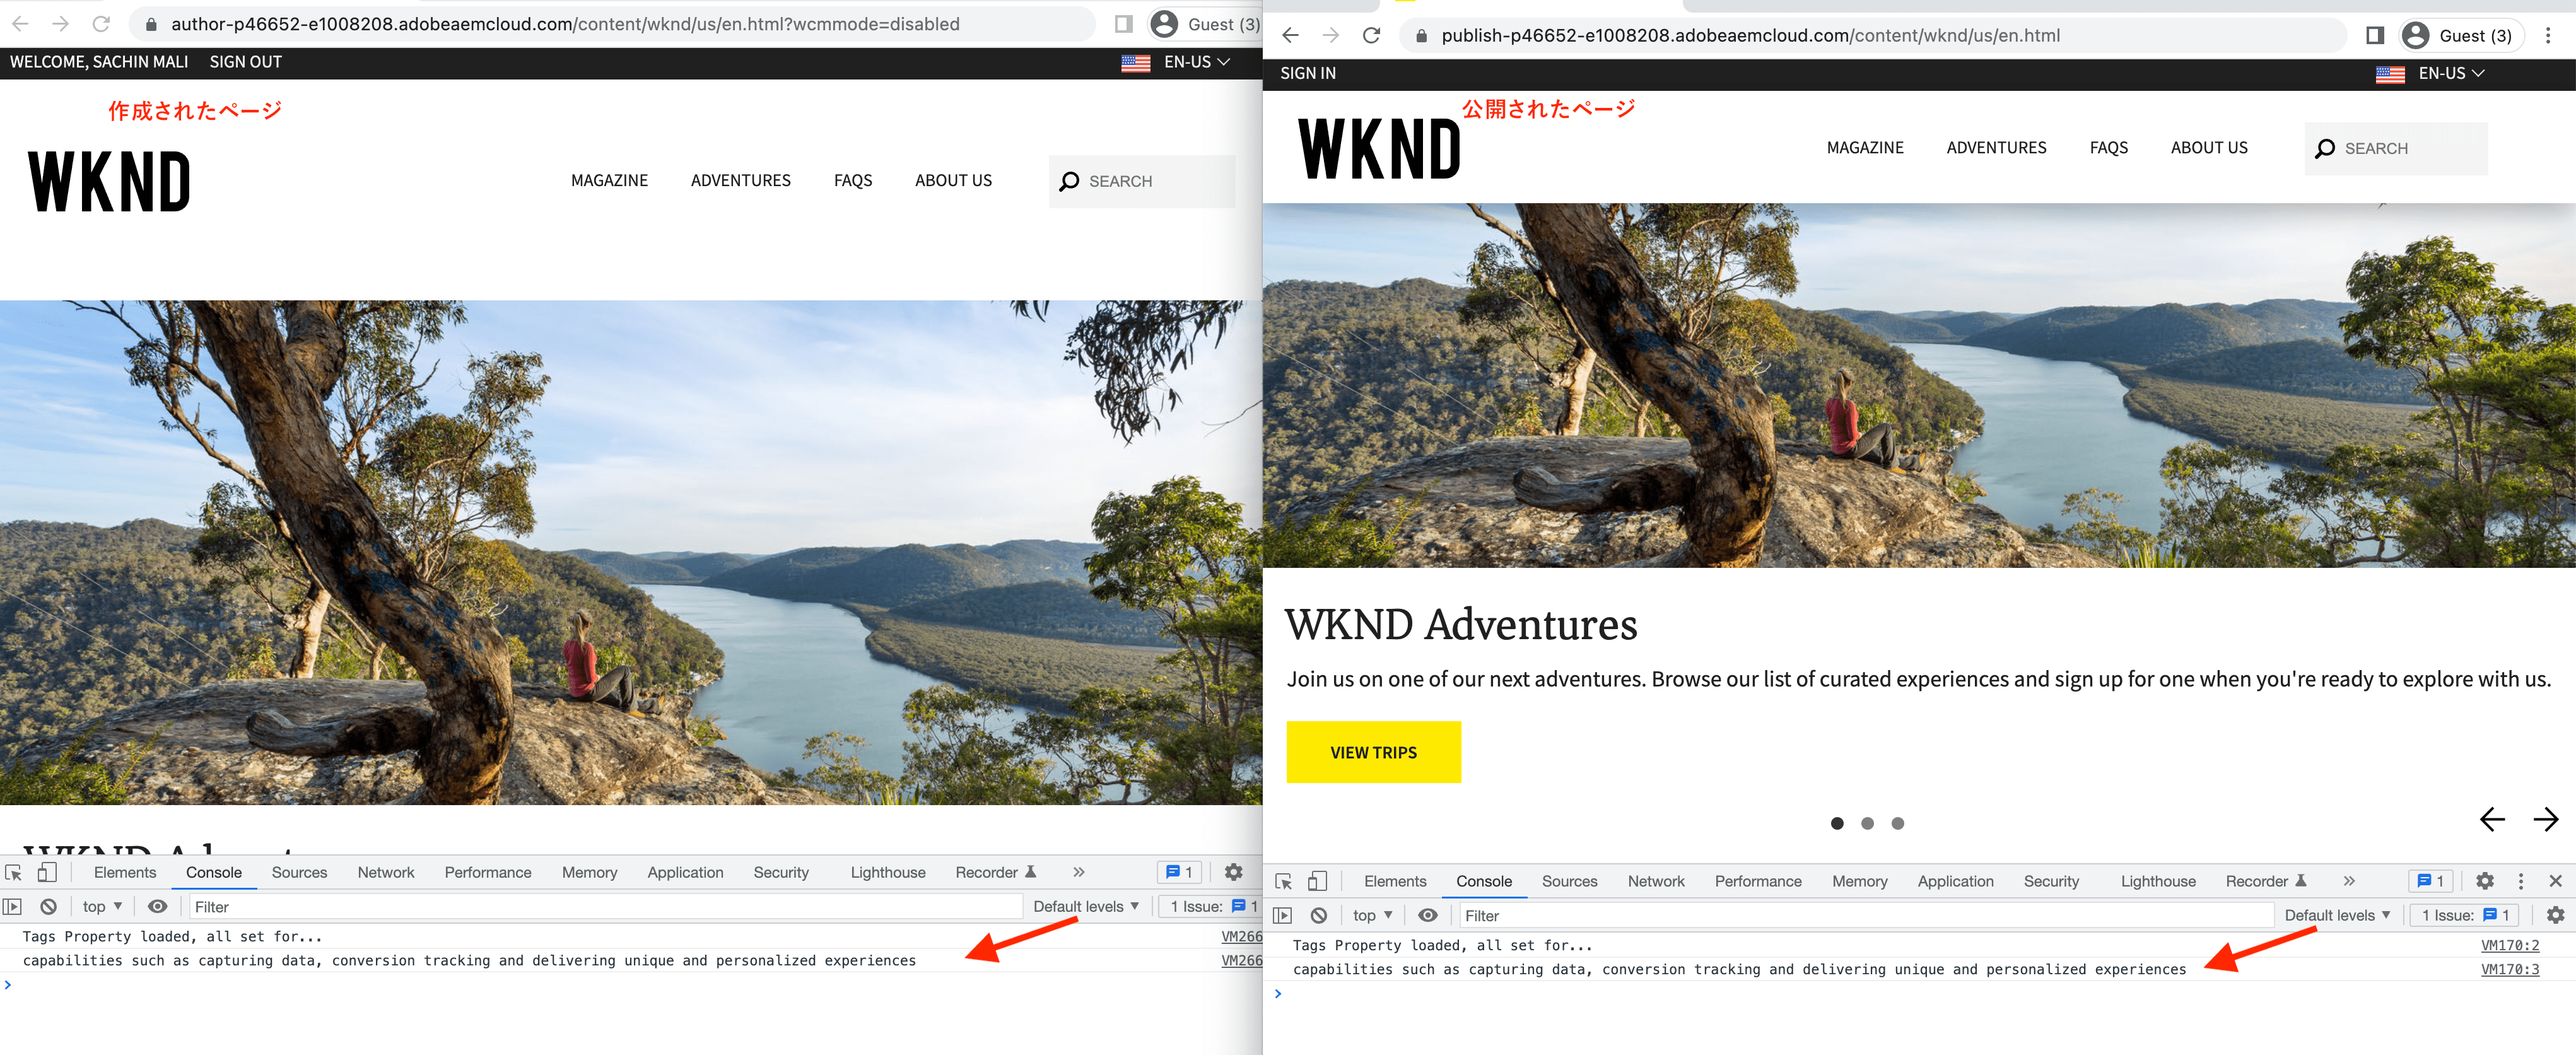 author-p46652-e1008208.adobeaemcloud.com/content/wknd/us/en.html?wcmmode=disabled
Guest (3)
WELCOME, SACHIN MALI SIGN OUT
EN-US
作成されたページ
WKND
MAGAZINE ADVENTURES FAQS ABOUT US
SEARCH
Elements Console Sources Network Performance Memory Application Security Lighthouse Recorder » 1
top ▼ Filter Default levels ▼ 1 Issue: 1
Tags Property loaded, all set for... VM266
capabilities such as capturing data, conversion tracking and delivering unique and personalized experiences VM266
>
publish-p46652-e1008208.adobeaemcloud.com/content/wknd/us/en.html
Guest (3)
SIGN IN
EN-US
公開されたページ
WKND
MAGAZINE ADVENTURES FAQS ABOUT US
SEARCH
WKND Adventures
Join us on one of our next adventures. Browse our list of curated experiences and sign up for one when you're ready to explore with us.
VIEW TRIPS
Elements Console Sources Network Performance Memory Application Security Lighthouse Recorder » 1
top ▼ Filter Default levels ▼ 1 Issue: 1
Tags Property loaded, all set for... VM170:2
capabilities such as capturing data, conversion tracking and delivering unique and personalized experiences VM170:3
>